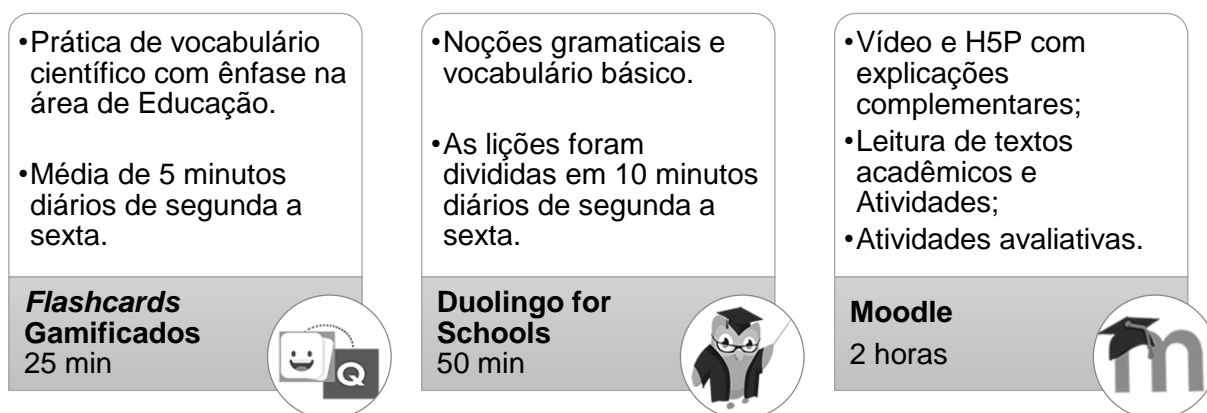 •Prática de vocabulário
científico com ênfase na
área de Educação.
•Média de 5 minutos
diários de segunda a
sexta.
Flashcards
Gamificados
25 min
Q
•Noções gramaticais e
vocabulário básico.
•As lições foram
divididas em 10 minutos
diários de segunda a
sexta.
Duolingo for
Schools
50 min
•Vídeo e H5P com
explicações
complementares;
•Leitura de textos
acadêmicos e
Atividades;
•Atividades avaliativas.
Moodle
2 horas
m